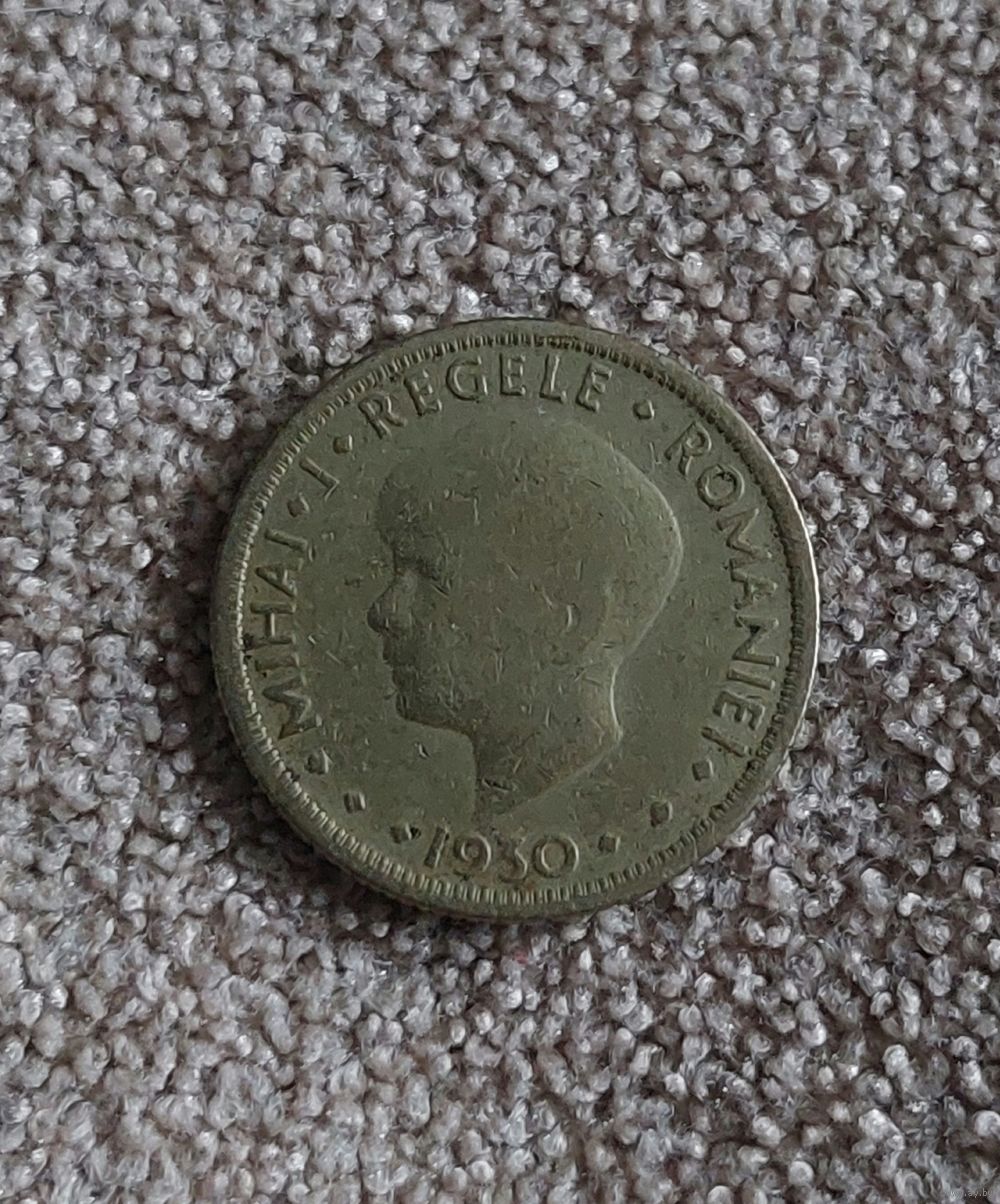 MIHAI · I · REGELE · ROMANIEI
1930